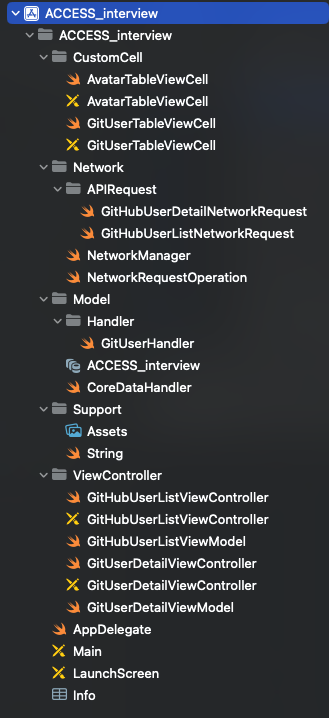 ACCESS_interview
ACCESS_interview
CustomCell
AvatarTableViewCell
AvatarTableViewCell
GitUserTableViewCell
GitUserTableViewCell
Network
APIRequest
GitHubUserDetailNetworkRequest
GitHubUserListNetworkRequest
NetworkManager
NetworkRequestOperation
Model
Handler
GitUserHandler
ACCESS_interview
CoreDataHandler
Support
Assets
String
ViewController
GitHubUserListViewController
GitHubUserListViewController
GitHubUserListViewModel
GitUserDetailViewController
GitUserDetailViewController
GitUserDetailViewModel
AppDelegate
Main
LaunchScreen
Info